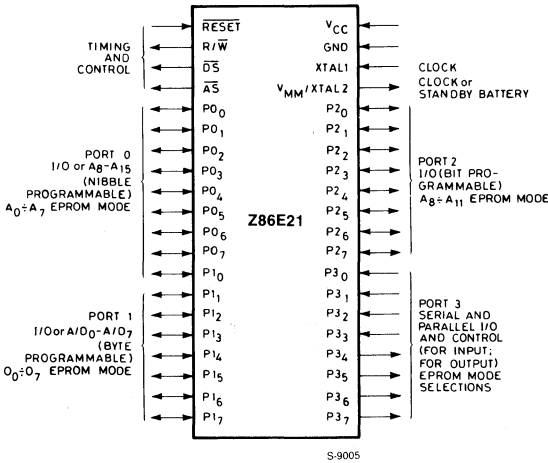 TIMING
AND
CONTROL
PORT 0
I/O or A8-A15
(NIBBLE
PROGRAMMABLE)
A0÷A7 EPROM MODE
PORT 1
I/O or A/D0-A/D7
(BYTE
PROGRAMMABLE)
O0÷O7 EPROM MODE
RESET
R/W
DS
AS
P00
P01
P02
P03
P04
P05
P06
P07
P10
P11
P12
P13
P14
P15
P16
P17
Z86E21
VCC
GND
XTAL1
VMM/XTAL2
P20
P21
P22
P23
P24
P25
P26
P27
P30
P31
P32
P33
P34
P35
P36
P37
CLOCK
CLOCK or
STANDBY BATTERY
PORT 2
I/O (BIT PRO-
GRAMMABLE)
A8÷A11 EPROM MODE
PORT 3
SERIAL AND
PARALLEL I/O
AND CONTROL
(FOR INPUT;
FOR OUTPUT)
EPROM MODE
SELECTIONS
S-9005